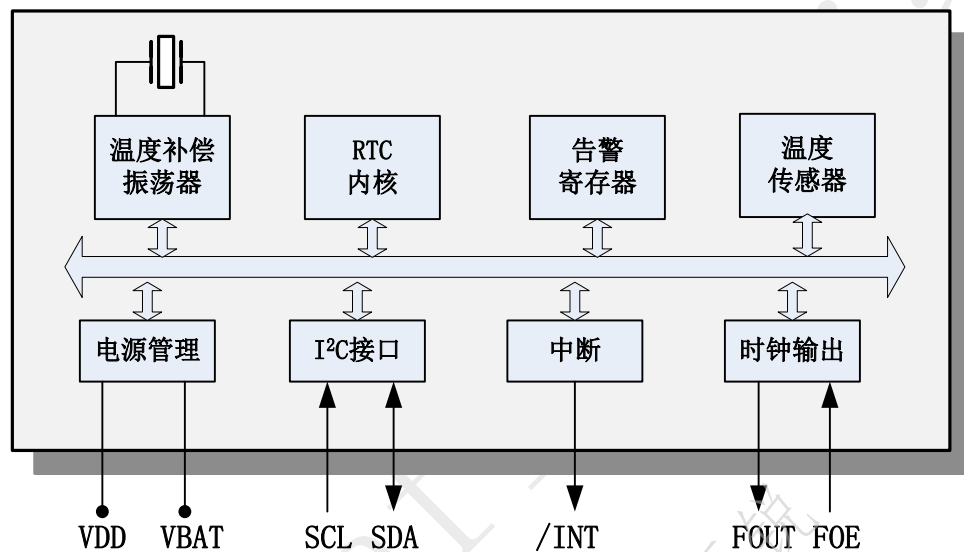 温度补偿
振荡器
RTC
内核
告警
寄存器
温度
传感器
电源管理
I²C接口
中断
时钟输出
VDD VBAT SCL SDA /INT FOUT FOE